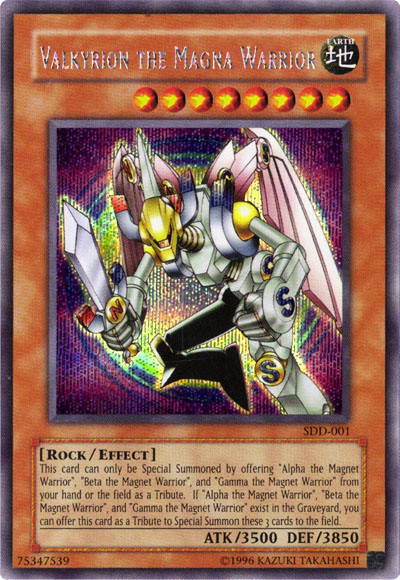 VALKYRION THE MAGNA WARRIOR
EARTH
地
N
S
S
SDD-001
[ROCK/EFFECT]
This card can only be Special Summoned by offering "Alpha the Magnet
Warrior", "Beta the Magnet Warrior", and "Gamma the Magnet Warrior" from
your hand or the field as a Tribute. If "Alpha the Magnet Warrior", "Beta the
Magnet Warrior", and "Gamma the Magnet Warrior" exist in the Graveyard, you
can offer this card as a Tribute to Special Summon these 3 cards to the field.
ATK/3500 DEF/3850
75347539
©1996 KAZUKI TAKAHASHI